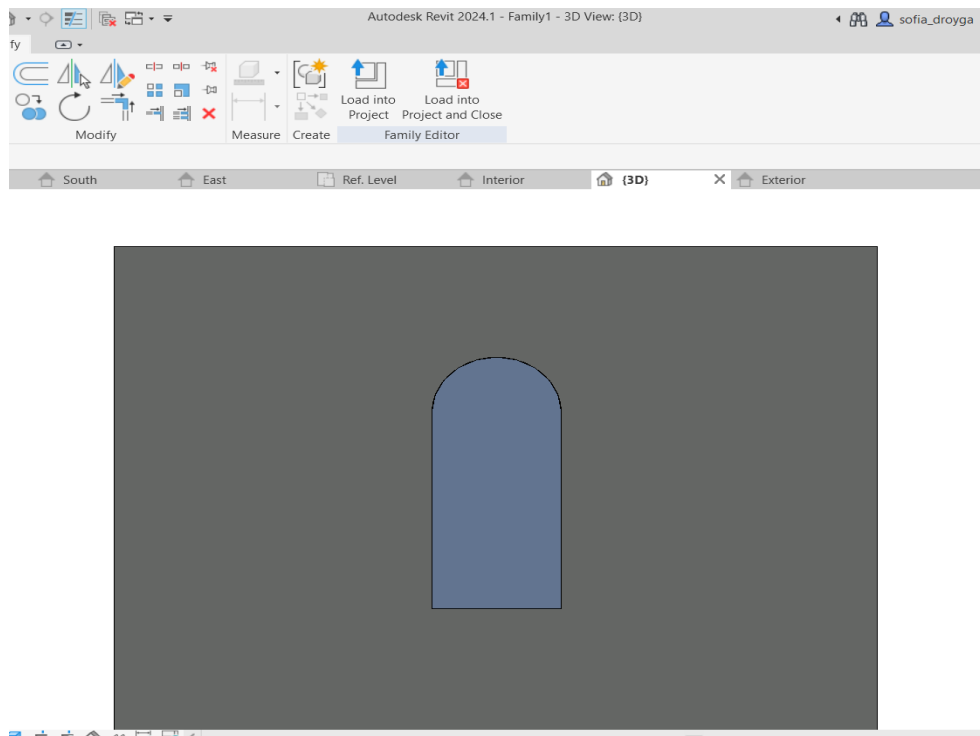 Autodesk Revit 2024.1 - Family1 - 3D View: {3D}
sofia_droyga
fy
Load into Project
Load into Project and Close
Modify
Measure
Create
Family Editor
South
East
Ref. Level
Interior
{3D}
Exterior